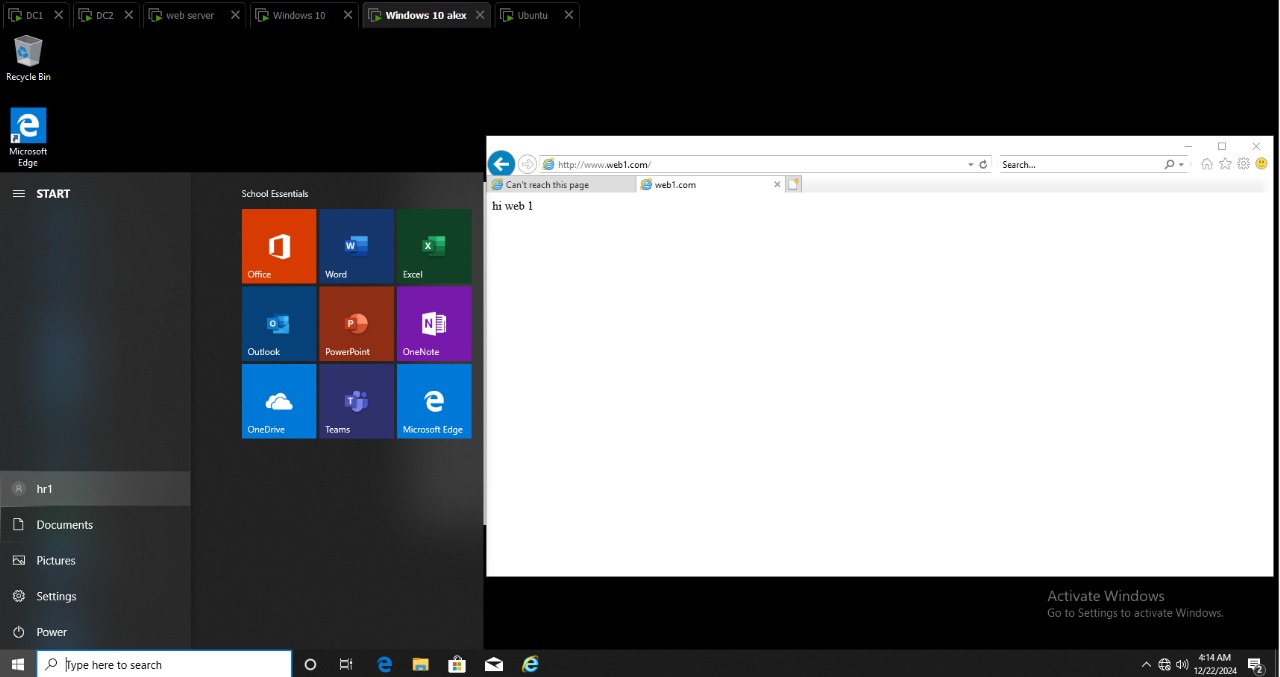 DC1
DC2
web server
Windows 10
Windows 10 alex
Ubuntu
Recycle Bin
Microsoft
Edge
START
School Essentials
Office
Word
Excel
Outlook
PowerPoint
OneNote
OneDrive
Teams
Microsoft Edge
hr1
Documents
Pictures
Settings
Power
http://www.web1.com/
Search...
Can't reach this page
web1.com
hi web 1
Activate Windows
Go to Settings to activate Windows.
Type here to search
4:14 AM
12/22/2024
2